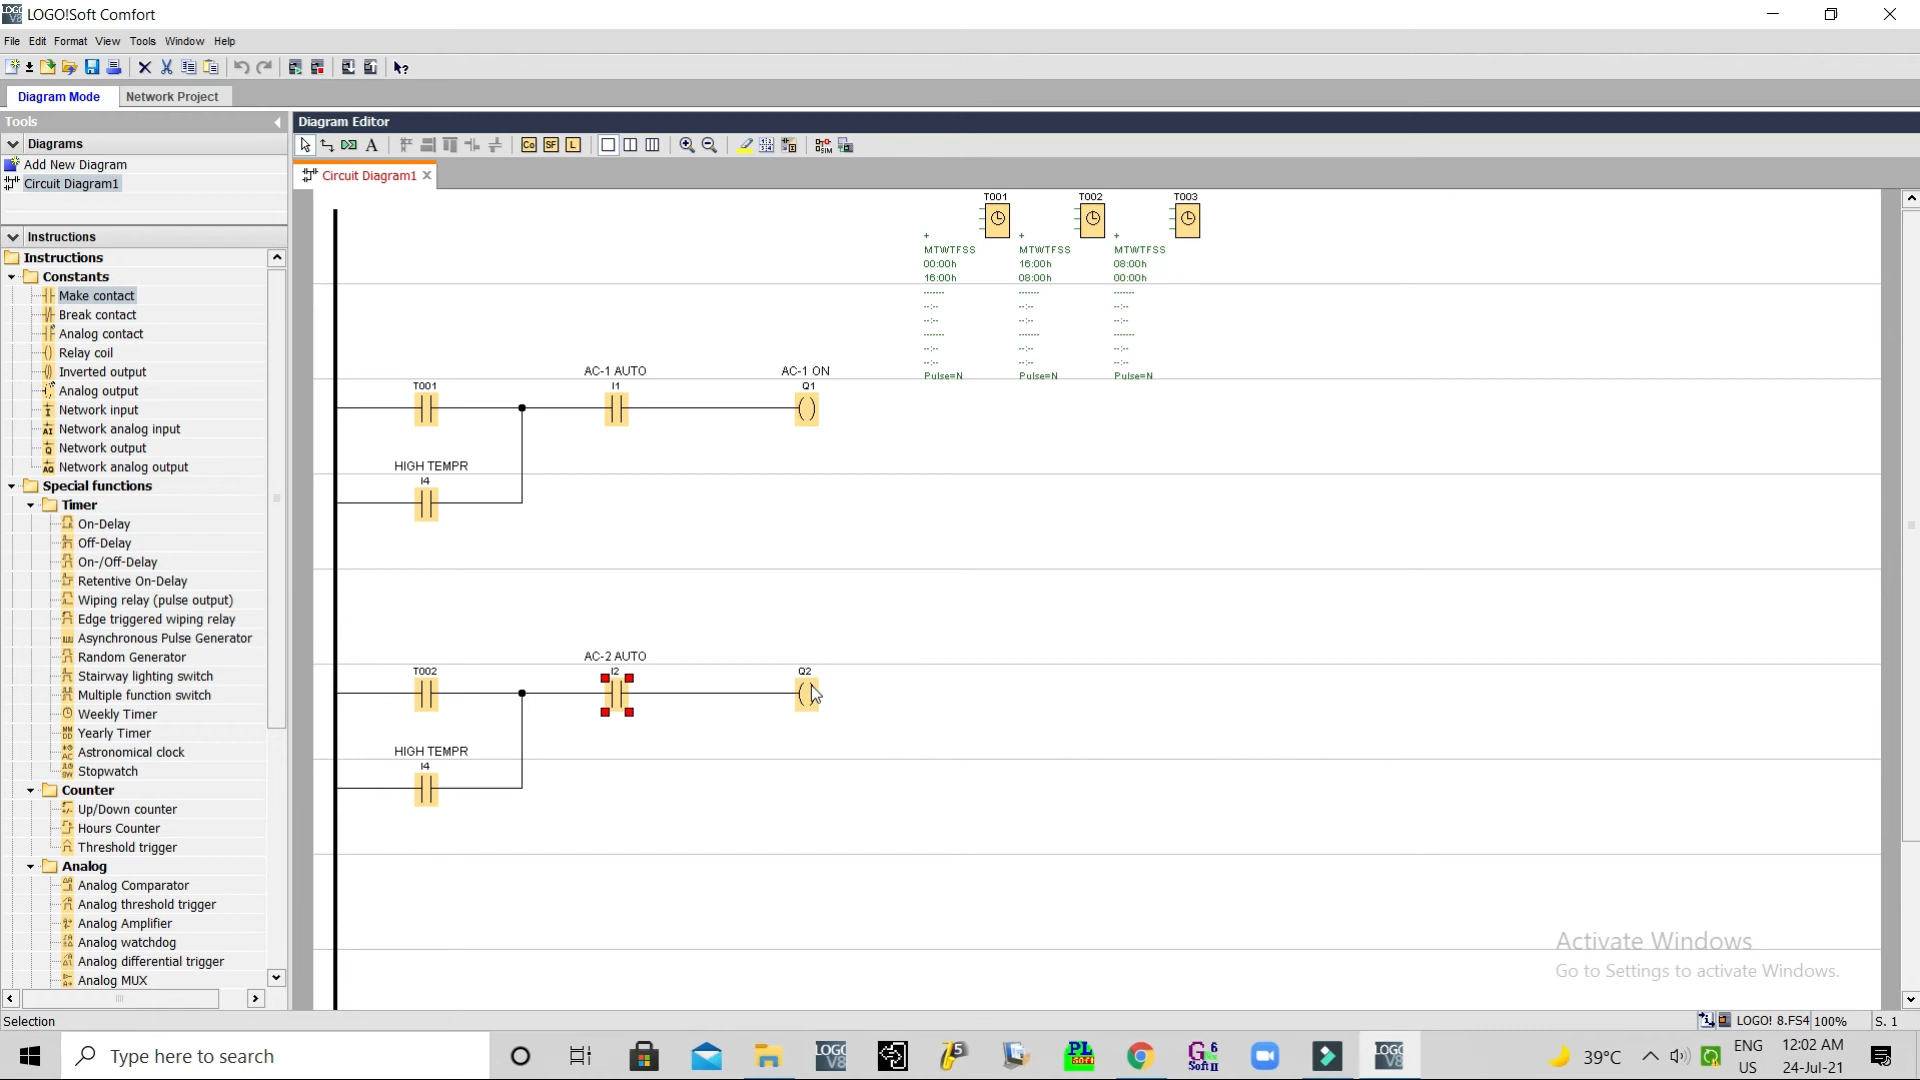 LOGO!Soft Comfort
File Edit Format View Tools Window Help
Diagram Mode Network Project
Tools
Diagrams
Add New Diagram
Circuit Diagram1
Instructions
Instructions
Constants
Make contact
Break contact
Analog contact
Relay coil
Inverted output
Analog output
Network input
Network analog input
Network output
Network analog output
Special functions
Timer
On-Delay
Off-Delay
On-/Off-Delay
Retentive On-Delay
Wiping relay (pulse output)
Edge triggered wiping relay
Asynchronous Pulse Generator
Random Generator
Stairway lighting switch
Multiple function switch
Weekly Timer
Yearly Timer
Astronomical clock
Stopwatch
Counter
Up/Down counter
Hours Counter
Threshold trigger
Analog
Analog Comparator
Analog threshold trigger
Analog Amplifier
Analog watchdog
Analog differential trigger
Analog MUX
Diagram Editor
A Co SF L
Circuit Diagram1
T001 T002 T003
+ + +
MTWTFSS MTWTFSS MTWTFSS
00:00h 16:00h 08:00h
16:00h 08:00h 00:00h
------- ------- -------
--:-- --:-- --:--
--:-- --:-- --:--
------- ------- -------
--:-- --:-- --:--
--:-- --:-- --:--
Pulse=N Pulse=N Pulse=N
AC-1 AUTO AC-1 ON
T001 I1 Q1
HIGH TEMPR
I4
AC-2 AUTO
T002 I2 Q2
HIGH TEMPR
I4
Activate Windows
Go to Settings to activate Windows.
Selection
LOGO! 8.FS4 100% S. 1
Type here to search
ENG
US
39°C
12:02 AM
24-Jul-21